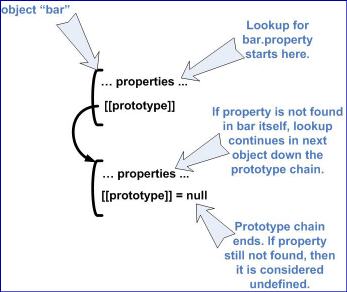 object “bar”
Lookup for
bar.property
starts here.
... properties ...
[[prototype]]
If property is not found
in bar itself, lookup
continues in next
object down the
prototype chain.
... properties ...
[[prototype]] = null
Prototype chain
ends. If property
still not found, then
it is considered
undefined.